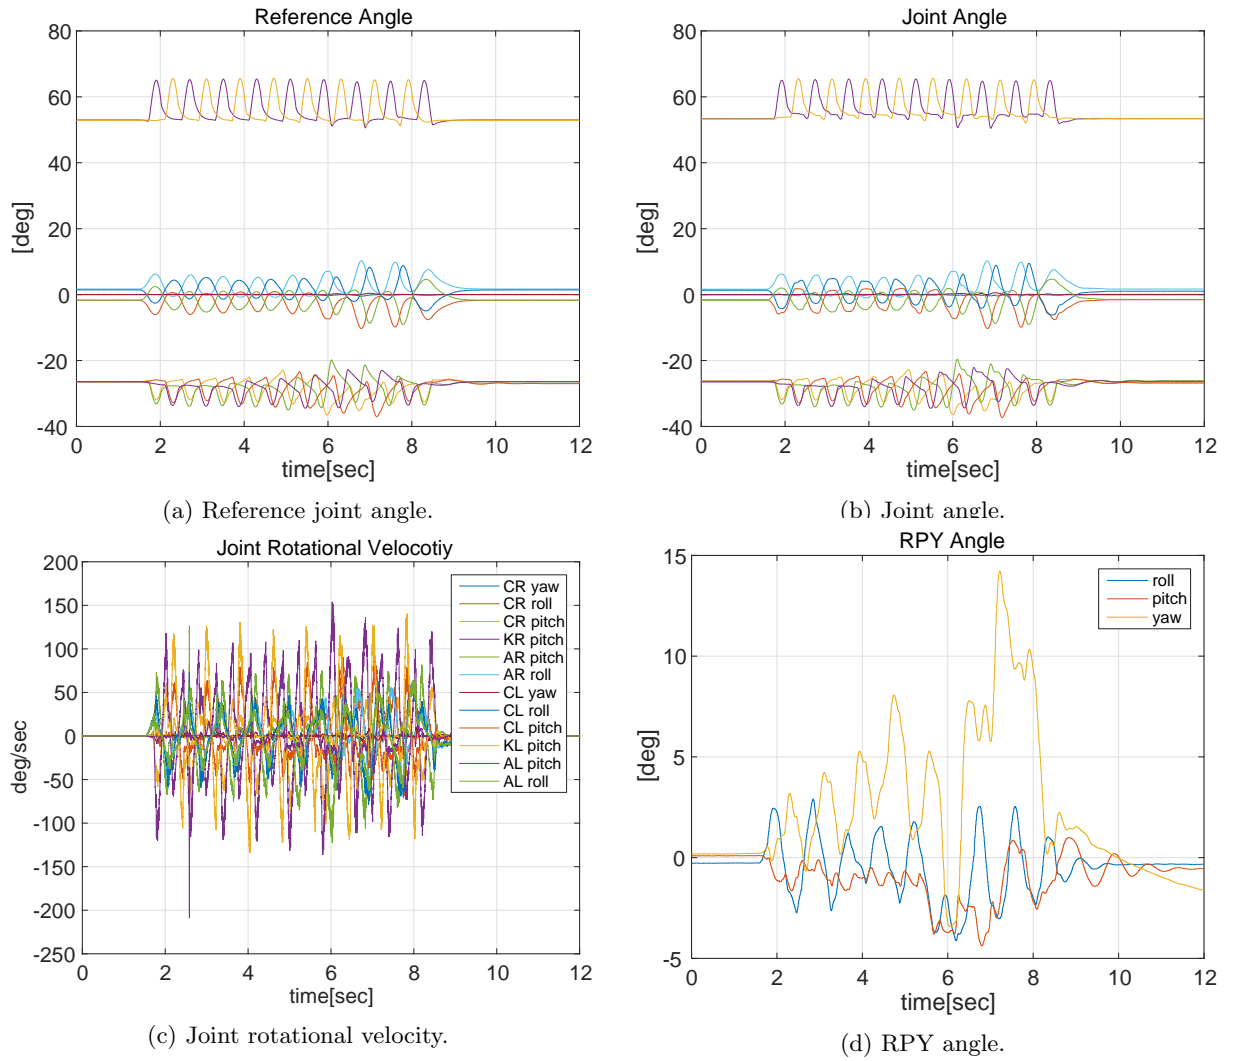 Reference Angle
80
60
40
20
0
-20
-40
[deg]
0 2 4 6 8 10 12
time[sec]
(a) Reference joint angle.
Joint Angle
80
60
40
20
0
-20
-40
[deg]
0 2 4 6 8 10 12
time[sec]
(b) Joint angle.
Joint Rotational Velocotiy
200
150
100
50
0
-50
-100
-150
-200
-250
deg/sec
CR yaw
CR roll
CR pitch
KR pitch
AR pitch
AR roll
CL yaw
CL roll
CL pitch
KL pitch
AL pitch
AL roll
0 2 4 6 8 10 12
time[sec]
(c) Joint rotational velocity.
RPY Angle
15
10
5
0
-5
[deg]
roll
pitch
yaw
0 2 4 6 8 10 12
time[sec]
(d) RPY angle.